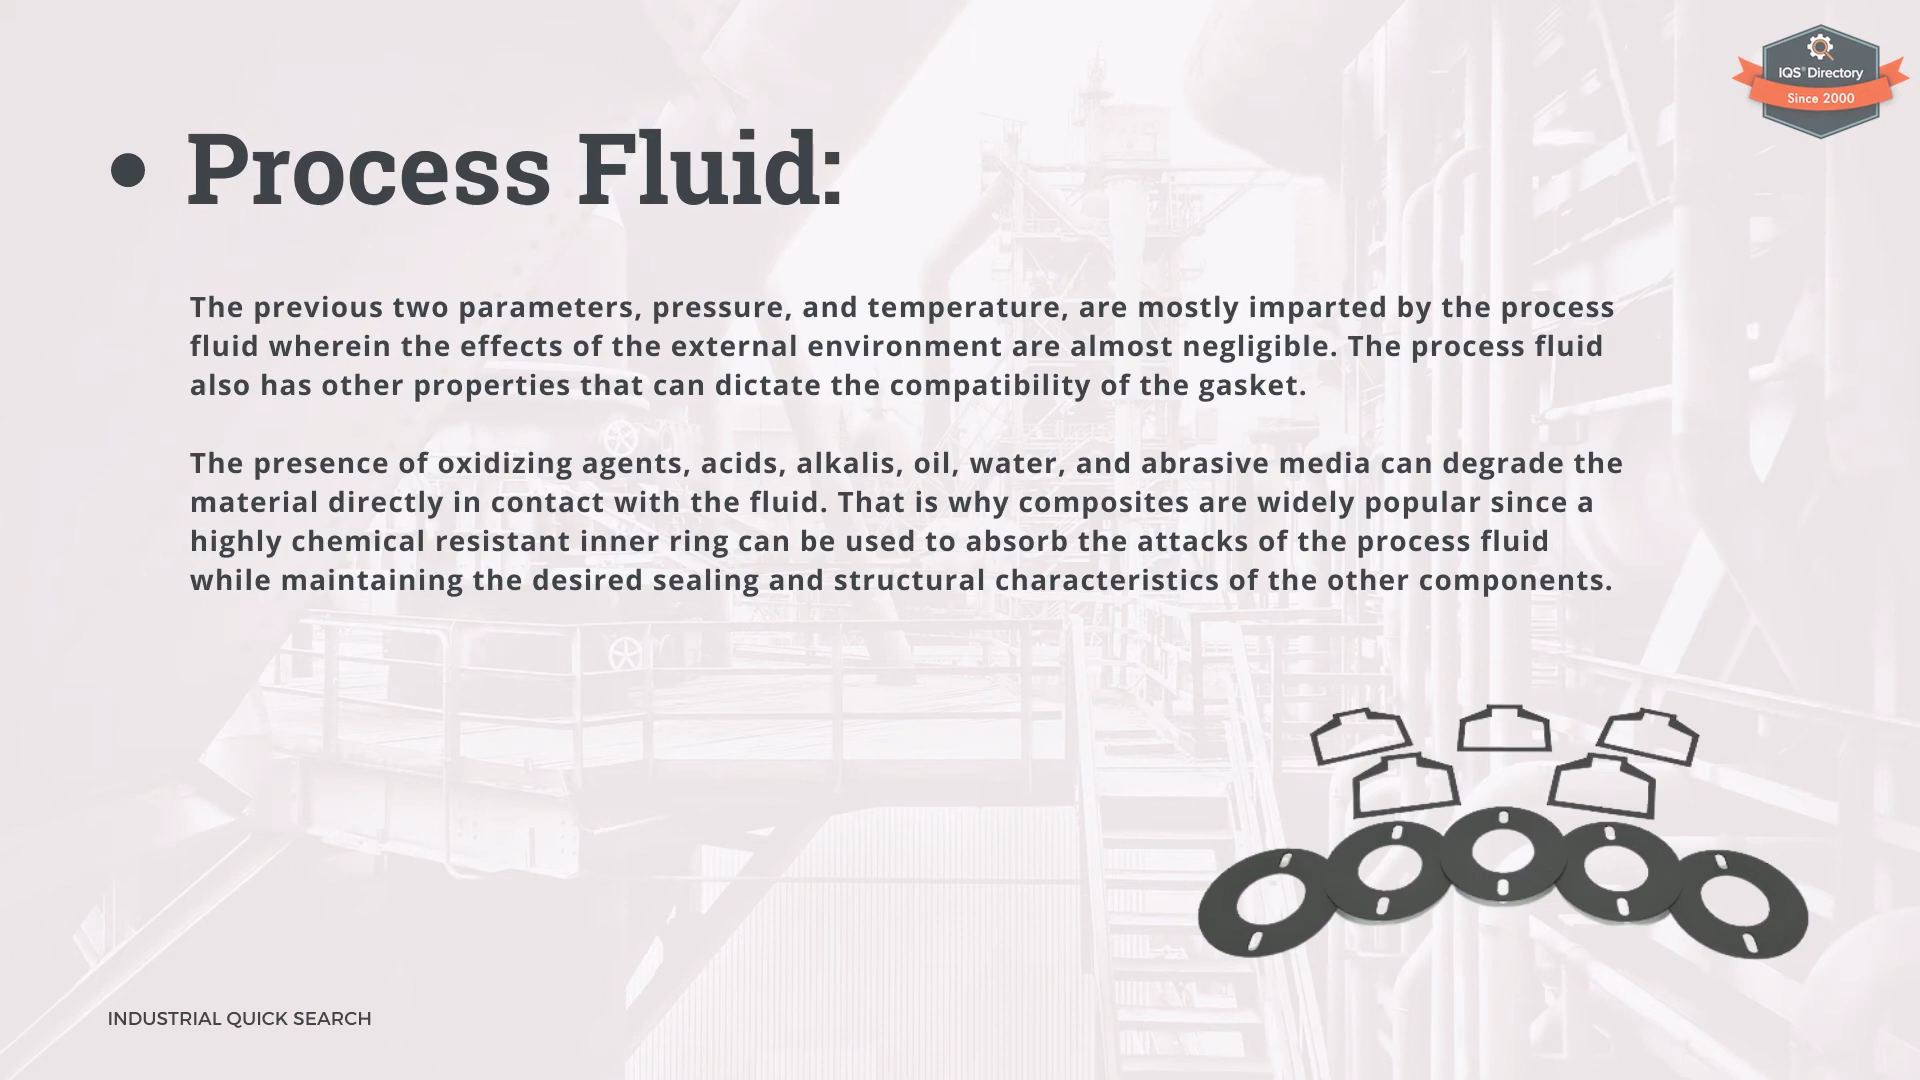 IQS® Directory
Since 2000
• Process Fluid:
The previous two parameters, pressure, and temperature, are mostly imparted by the process
fluid wherein the effects of the external environment are almost negligible. The process fluid
also has other properties that can dictate the compatibility of the gasket.
The presence of oxidizing agents, acids, alkalis, oil, water, and abrasive media can degrade the
material directly in contact with the fluid. That is why composites are widely popular since a
highly chemical resistant inner ring can be used to absorb the attacks of the process fluid
while maintaining the desired sealing and structural characteristics of the other components.
INDUSTRIAL QUICK SEARCH